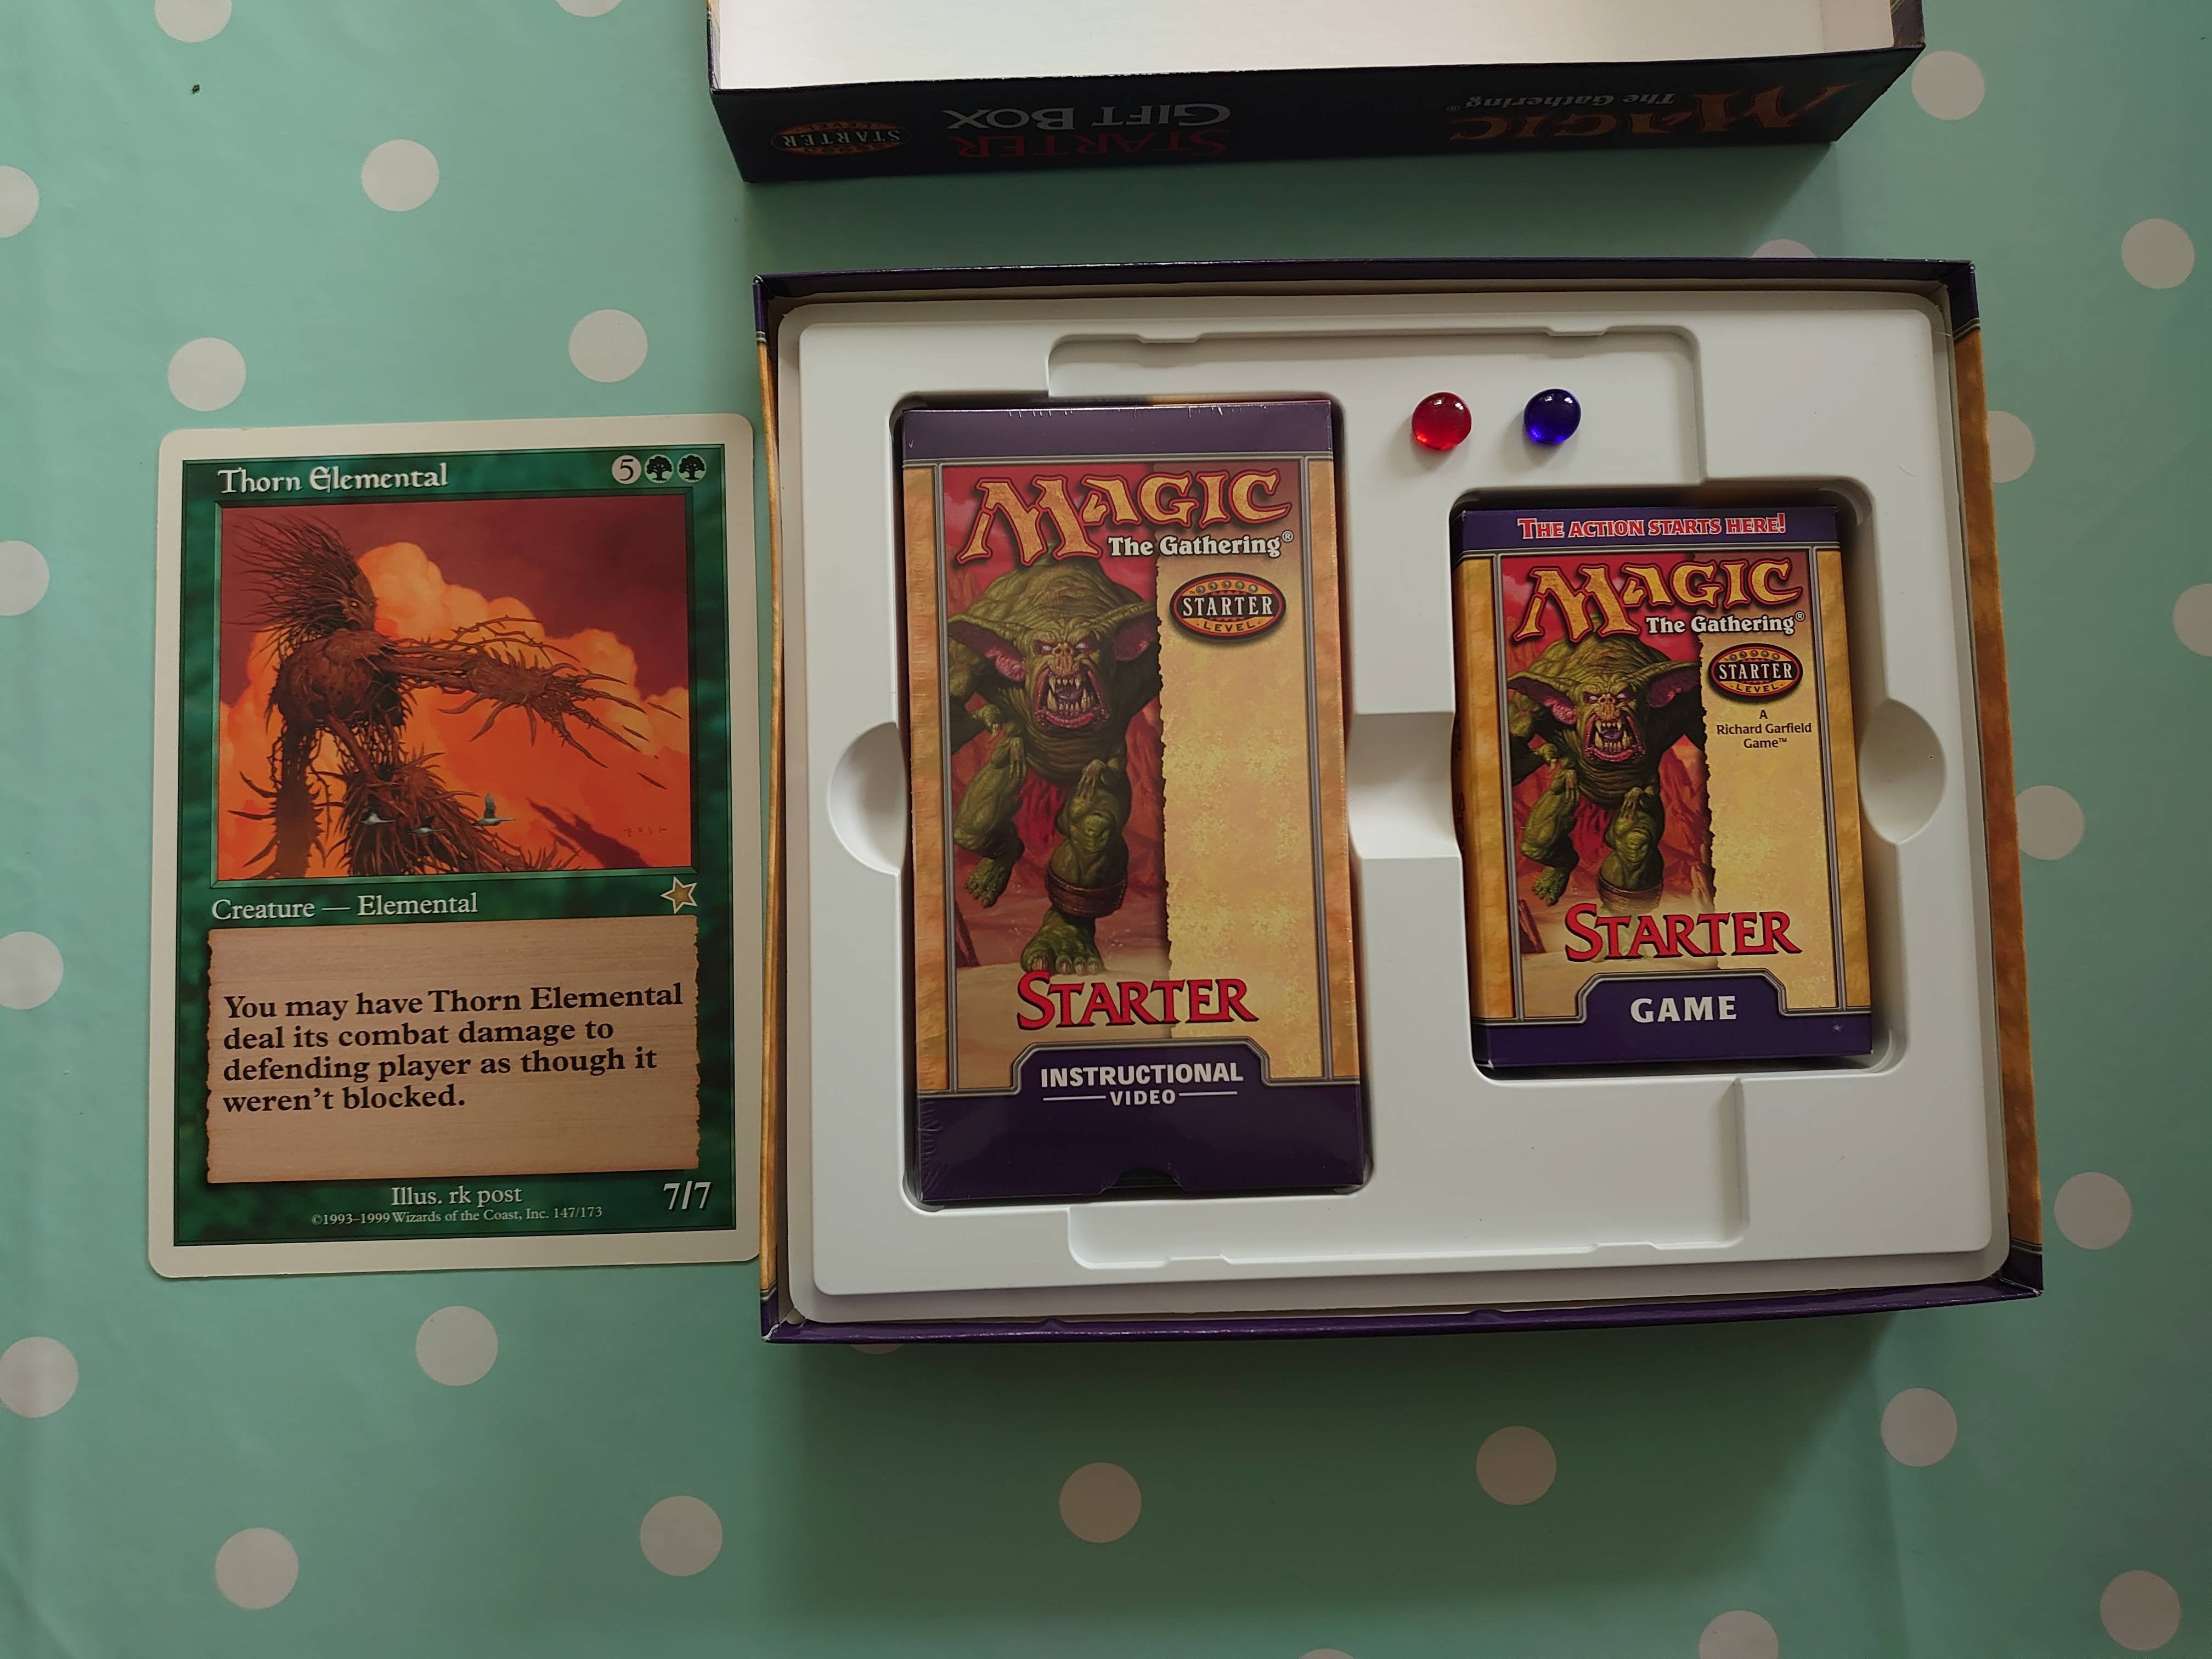 Magic
The Gathering®
STARTER
GIFT BOX
STARTER
LEVEL
Thorn Elemental
5
Creature — Elemental
You may have Thorn Elemental
deal its combat damage to
defending player as though it
weren't blocked.
Illus. rk post
7/7
©1993–1999 Wizards of the Coast, Inc. 147/173
MAGIC
The Gathering®
STARTER
LEVEL
STARTER
INSTRUCTIONAL
VIDEO
THE ACTION STARTS HERE!
MAGIC
The Gathering®
STARTER
LEVEL
A
Richard Garfield
Game™
STARTER
GAME